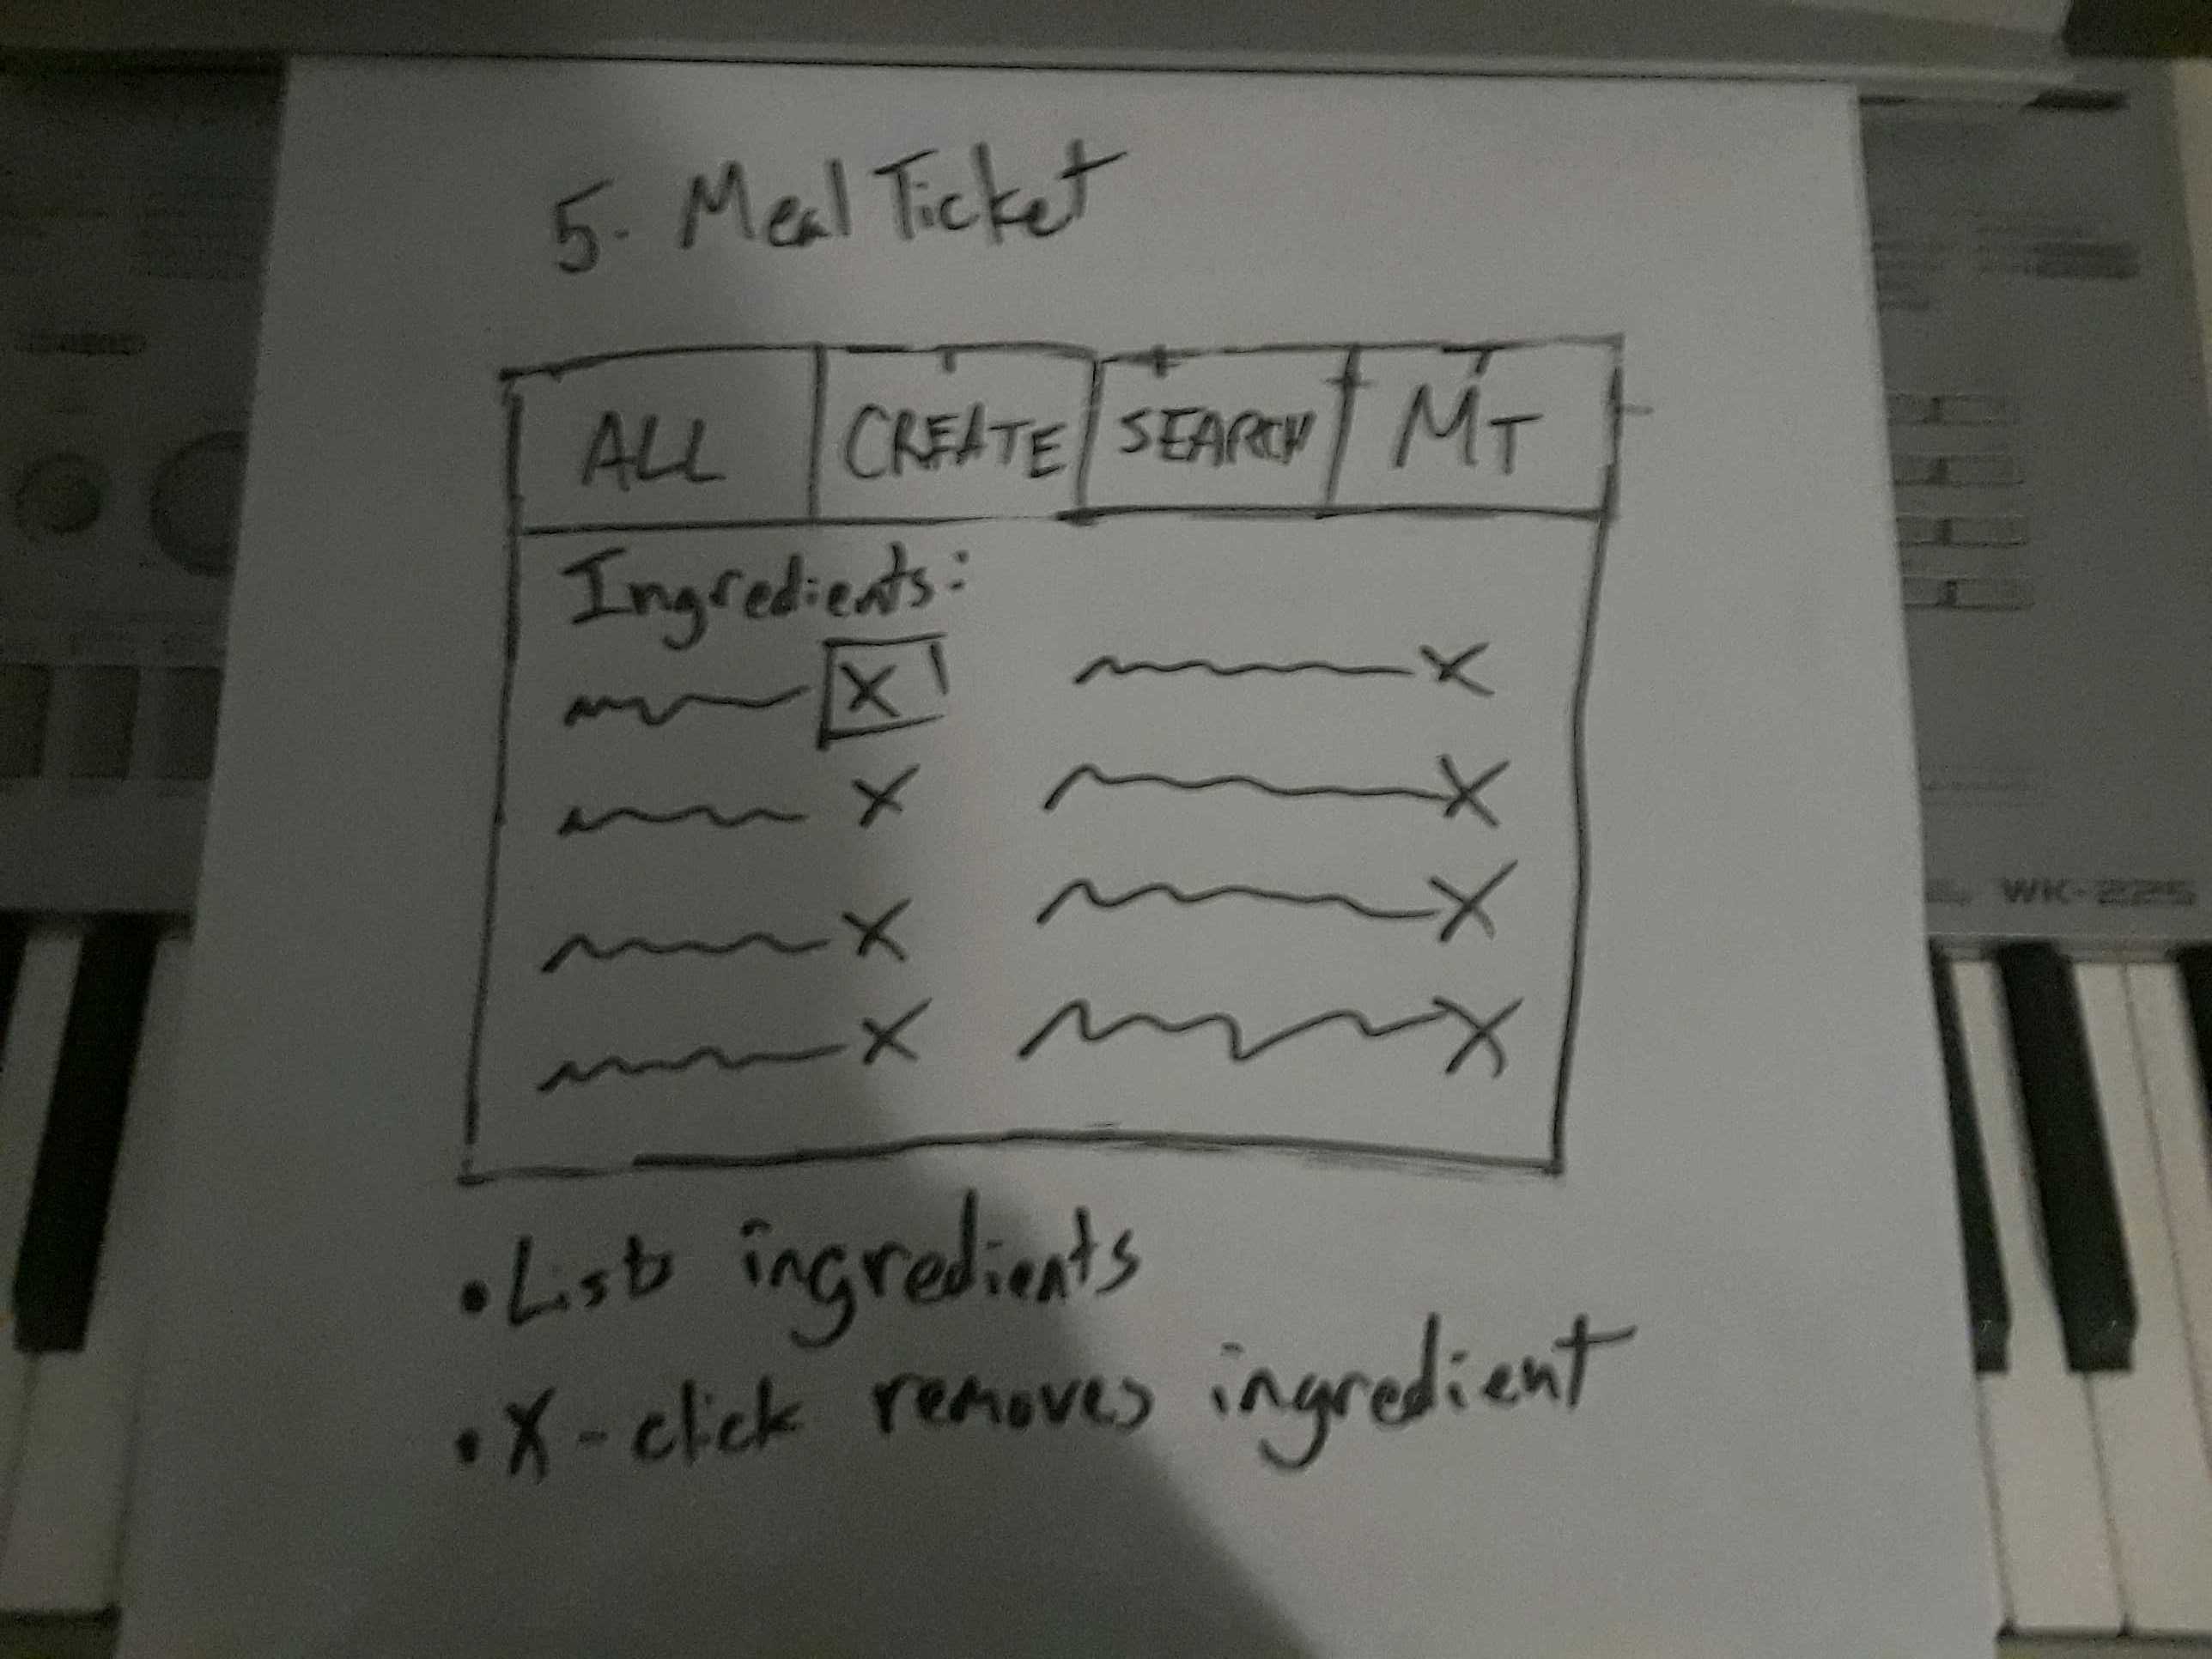 5. Meal Ticket
ALL CREATE SEARCH MT
Ingredients:
X X
X X
X X
X X
• Lists ingredients
• X - click removes ingredient
WK-225